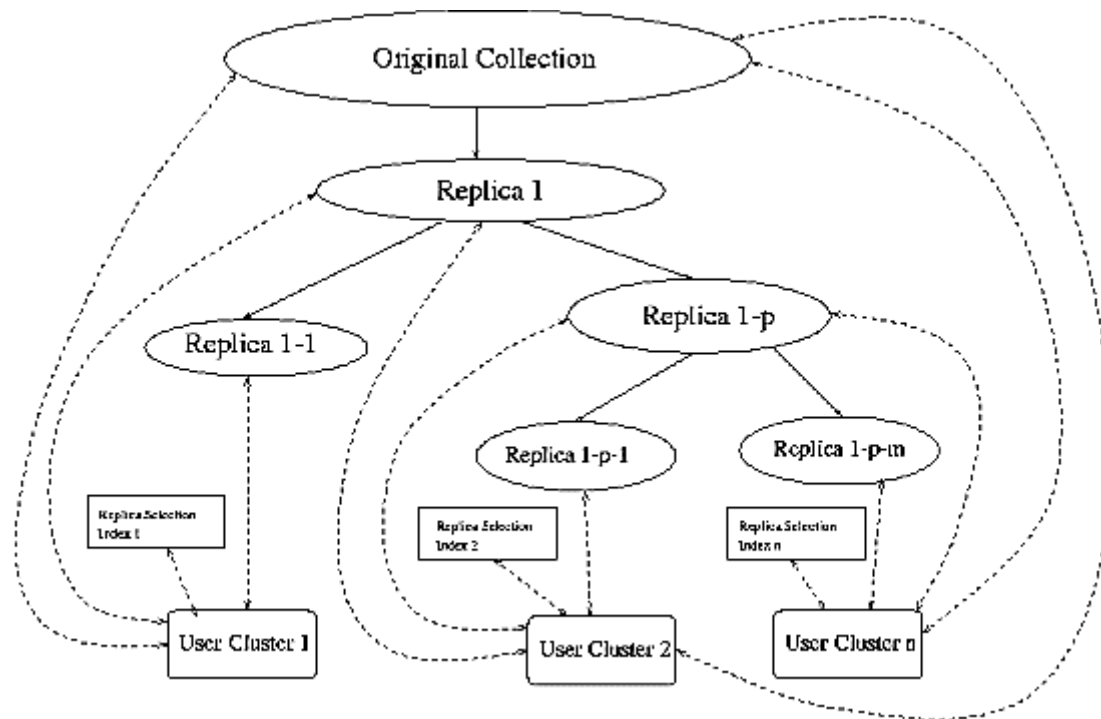 Original Collection
Replica 1
Replica 1-p
Replica 1-1
Replica 1-p-1
Replica 1-p-m
Replica Selection
Index 1
Replica Selection
Index 2
Replica Selection
Index n
User Cluster 1
User Cluster 2
User Cluster n